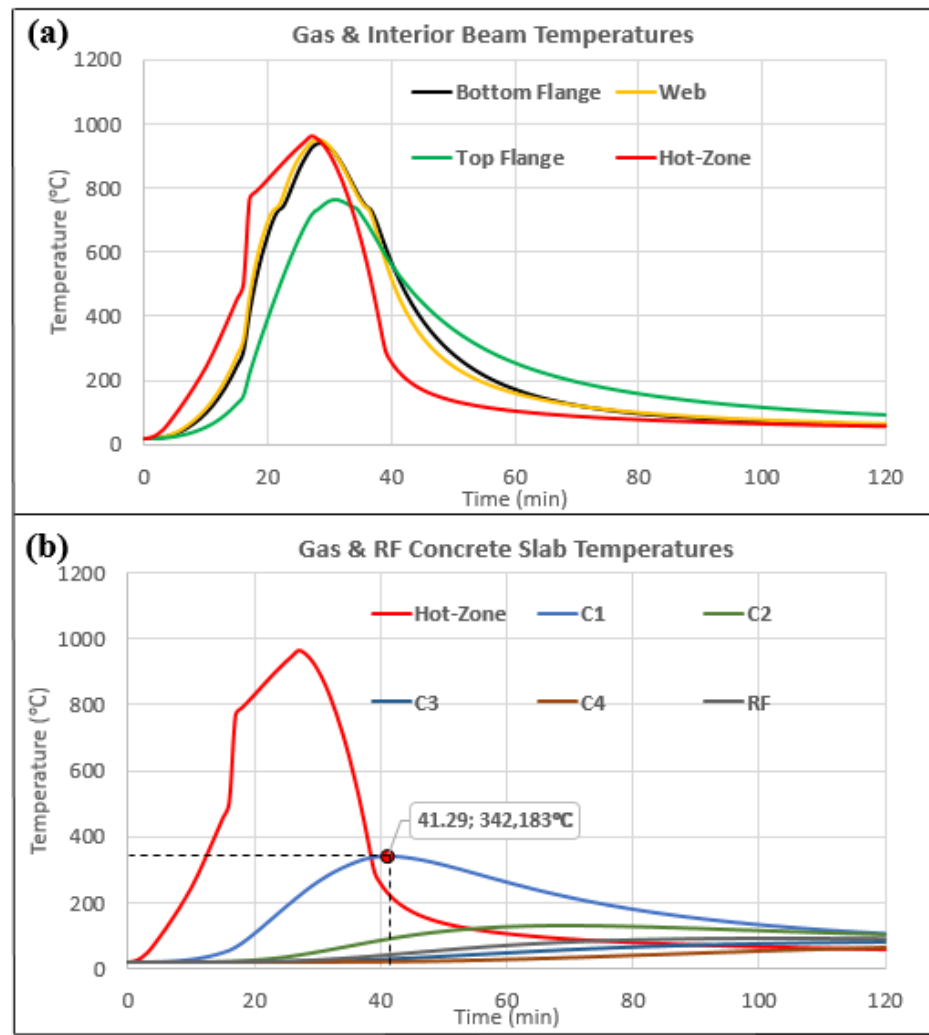 (a)
Gas & Interior Beam Temperatures
1200
1000
800
600
400
200
0
Temperature (°C)
Bottom Flange
Web
Top Flange
Hot-Zone
0 20 40 60 80 100 120
Time (min)
(b)
Gas & RF Concrete Slab Temperatures
1200
1000
800
600
400
200
0
Temperature (°C)
Hot-Zone
C1
C2
C3
C4
RF
41.29; 342,183℃
0 20 40 60 80 100 120
Time (min)